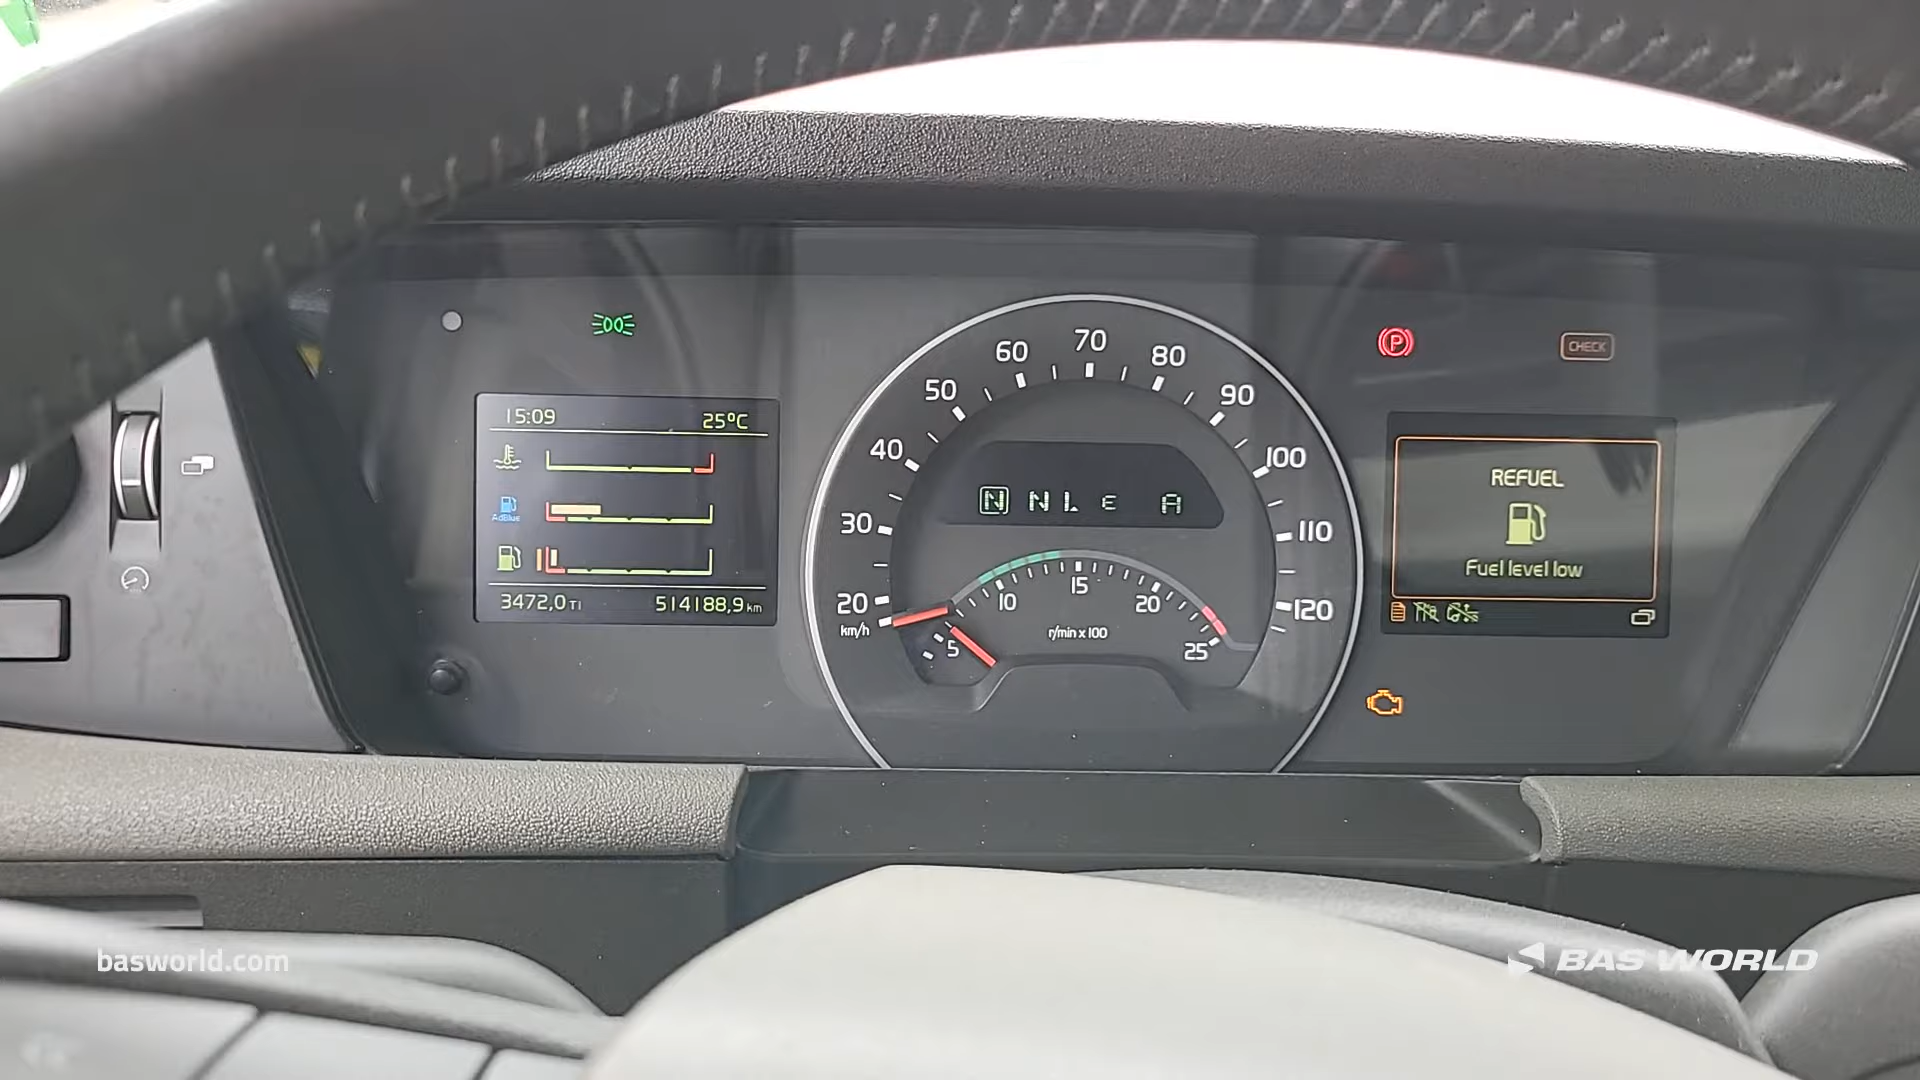 15:09
25°C
AdBlue
3472,0 T1
514188,9 km
20 30 40 50 60 70 80 90 100 110 120
km/h
N N L E A
5 10 15 20 25
r/min x 100
P
CHECK
REFUEL
Fuel level low
basworld.com
BAS WORLD